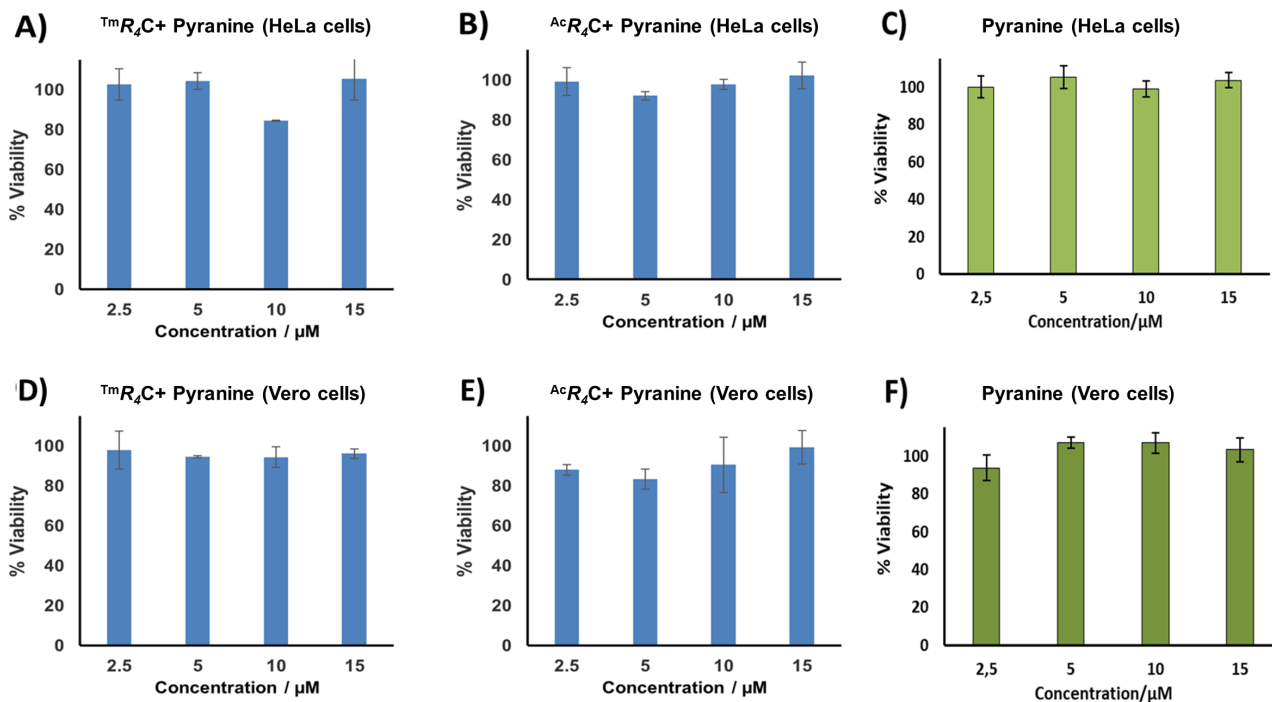 A)
ᵀᵐR₄C+ Pyranine (HeLa cells)
% Viability
100
80
60
40
20
0
2.5 5 10 15
Concentration / µM
B)
ᴬᶜR₄C+ Pyranine (HeLa cells)
% Viability
100
80
60
40
20
0
2.5 5 10 15
Concentration / µM
C)
Pyranine (HeLa cells)
% Viability
100
80
60
40
20
0
2,5 5 10 15
Concentration/µM
D)
ᵀᵐR₄C+ Pyranine (Vero cells)
% Viability
100
80
60
40
20
0
2.5 5 10 15
Concentration / µM
E)
ᴬᶜR₄C+ Pyranine (Vero cells)
% Viability
100
80
60
40
20
0
2.5 5 10 15
Concentration / µM
F)
Pyranine (Vero cells)
% Viability
100
80
60
40
20
0
2,5 5 10 15
Concentration/µM